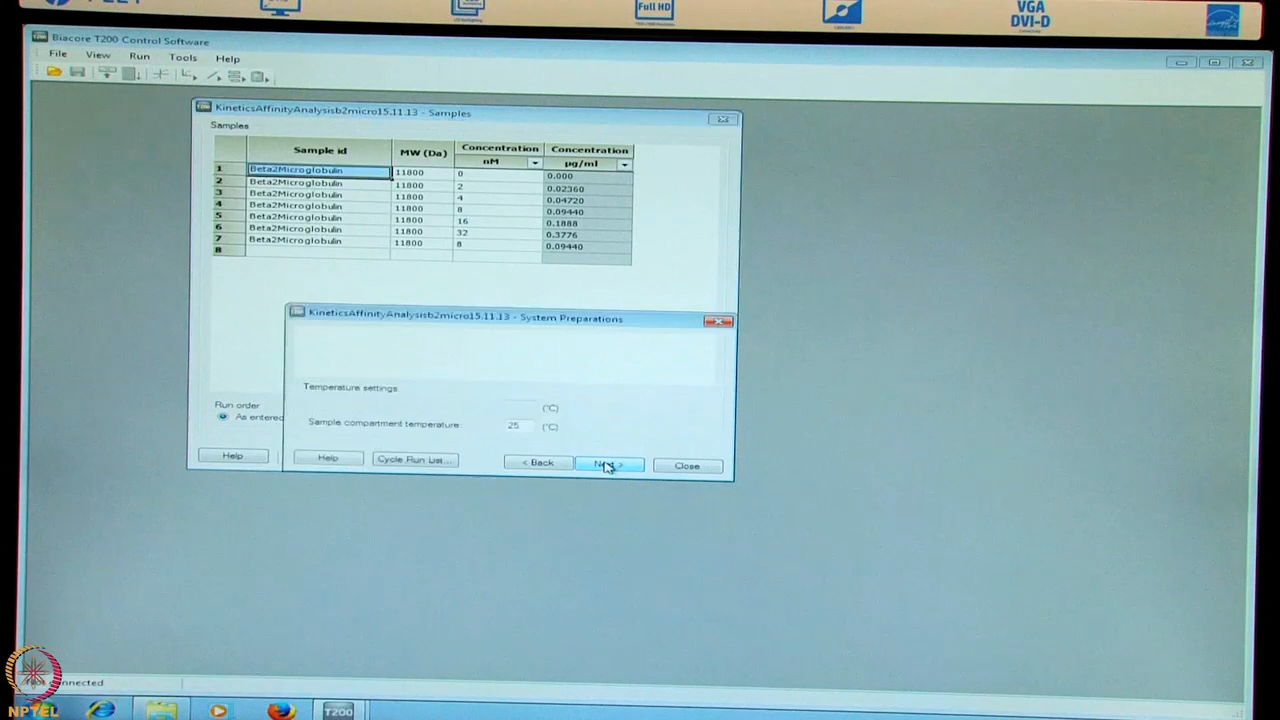 Full HD
VGA
DVI-D
Biacore T200 Control Software
File View Run Tools Help
KineticsAffinityAnalysisb2micro15.11.13 - Samples
Samples
Sample id MW (Da) Concentration Concentration
nM µg/ml
1 Beta2Microglobulin 11800 0 0.000
2 Beta2Microglobulin 11800 2 0.02360
3 Beta2Microglobulin 11800 4 0.04720
4 Beta2Microglobulin 11800 8 0.09440
5 Beta2Microglobulin 11800 16 0.1888
6 Beta2Microglobulin 11800 32 0.3776
7 Beta2Microglobulin 11800 8 0.09440
8
KineticsAffinityAnalysisb2micro15.11.13 - System Preparations
Temperature settings
(°C)
Sample compartment temperature: 25 (°C)
Run order
As entered
Help
Help Cycle Run List... < Back Next > Close
NPTEL
T200